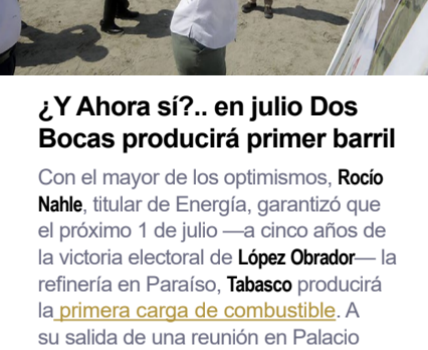 ¿Y Ahora sí?.. en julio Dos
Bocas producirá primer barril
Con el mayor de los optimismos, Rocío
Nahle, titular de Energía, garantizó que
el próximo 1 de julio —a cinco años de
la victoria electoral de López Obrador— la
refinería en Paraíso, Tabasco producirá
la primera carga de combustible. A
su salida de una reunión en Palacio